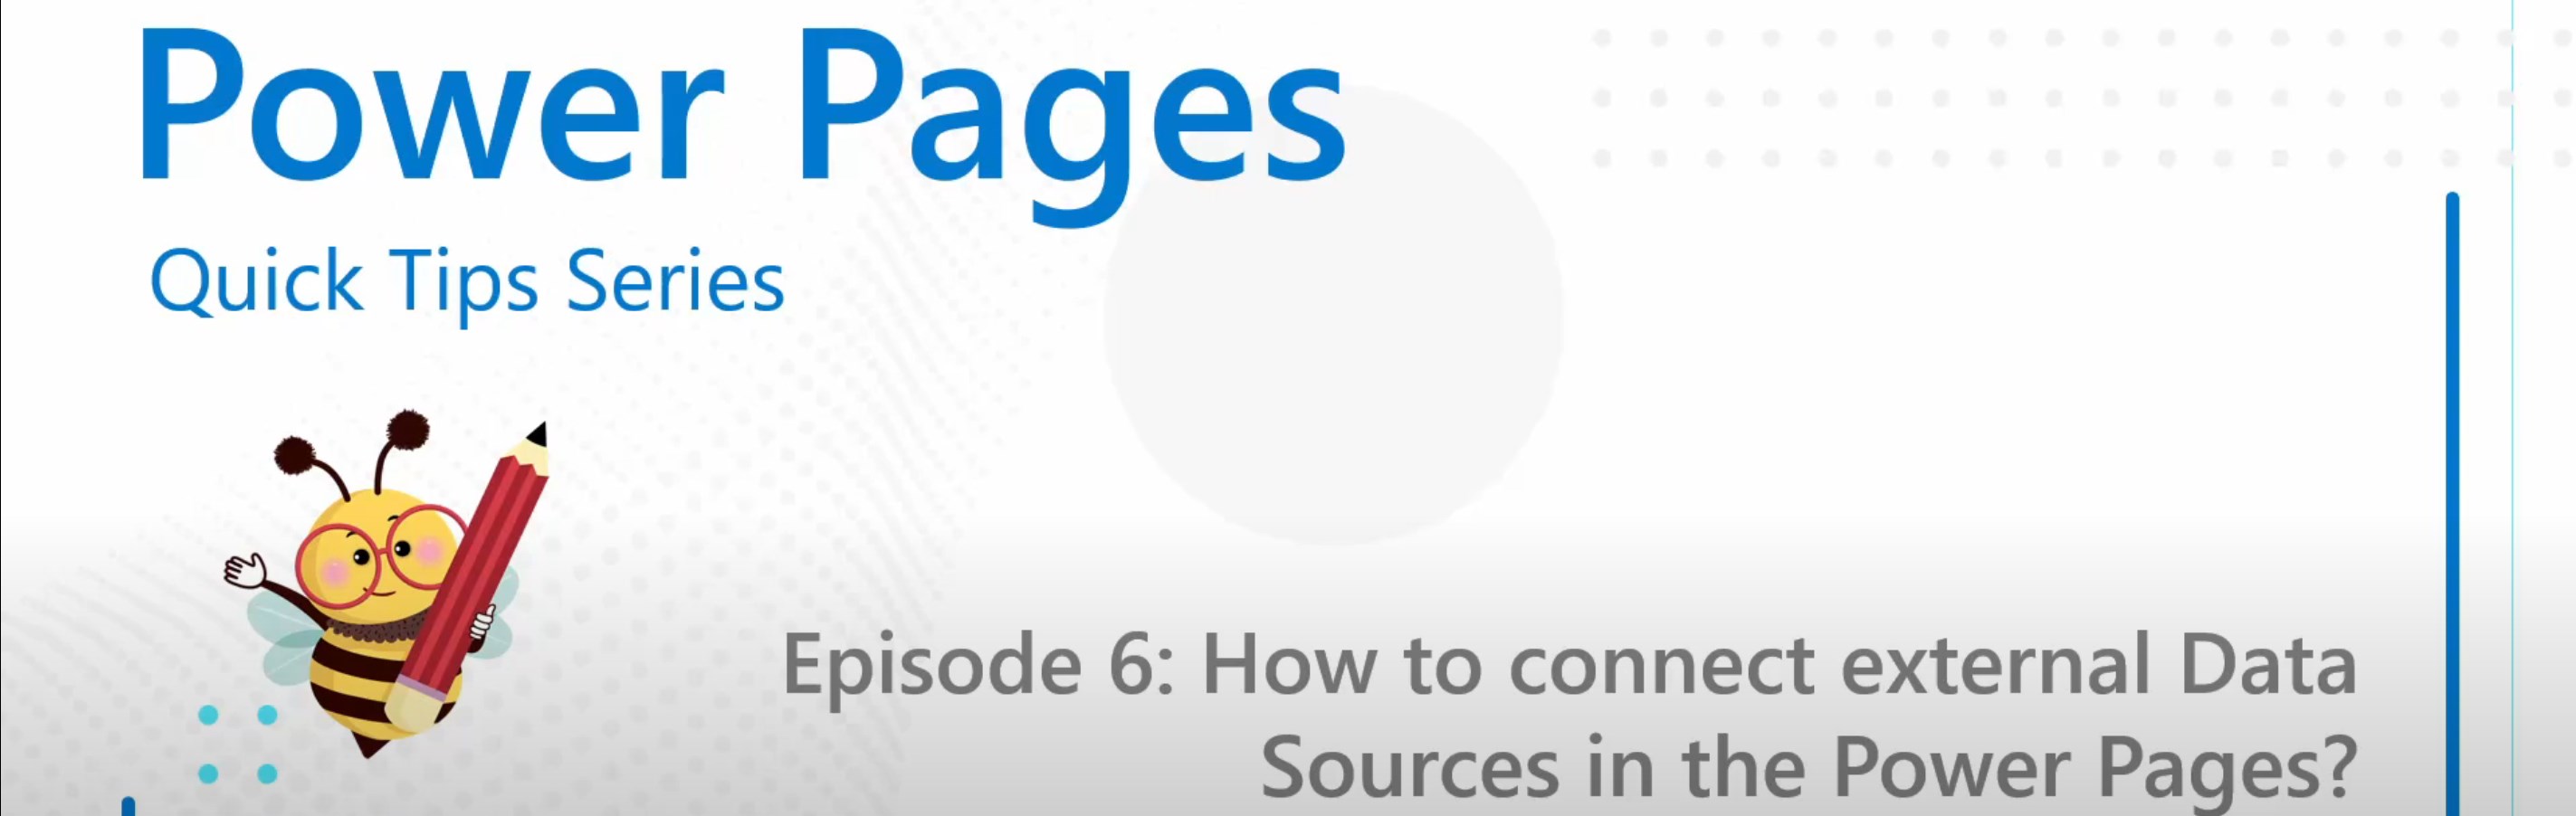 Power Pages
Quick Tips Series
Episode 6: How to connect external Data
Sources in the Power Pages?